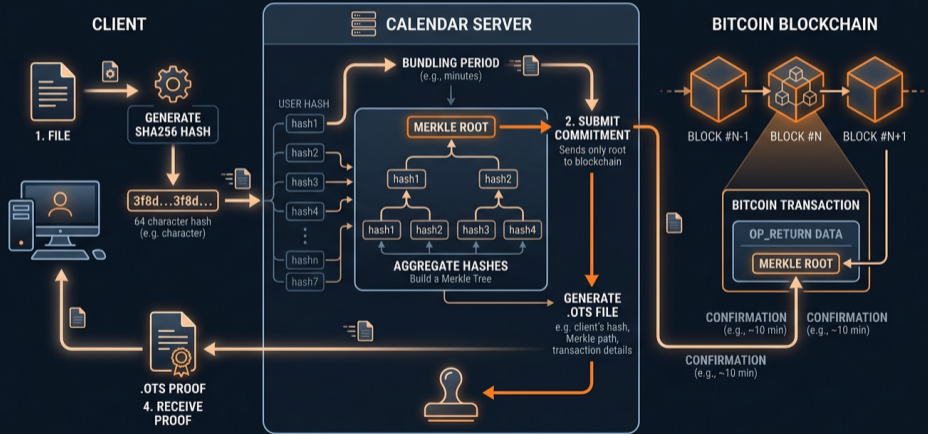 CLIENT
1. FILE
GENERATE
SHA256 HASH
3f8d...3f8d...
64 character hash
(e.g. character)
.OTS PROOF
4. RECEIVE
PROOF
CALENDAR SERVER
BUNDLING PERIOD
(e.g., minutes)
USER HASH
hash1
hash2
hash3
hash4
hashn
hash7
MERKLE ROOT
hash1
hash2
hash1
hash2
hash3
hash4
AGGREGATE HASHES
Build a Merkle Tree
2. SUBMIT
COMMITMENT
Sends only root
to blockchain
GENERATE
.OTS FILE
e.g. client's hash,
Merkle path,
transaction details
BITCOIN BLOCKCHAIN
BLOCK #N-1
BLOCK #N
BLOCK #N+1
BITCOIN TRANSACTION
OP_RETURN DATA
MERKLE ROOT
CONFIRMATION
(e.g., ~10 min)
CONFIRMATION
(e.g., ~10 min)
CONFIRMATION
(e.g., ~10 min)